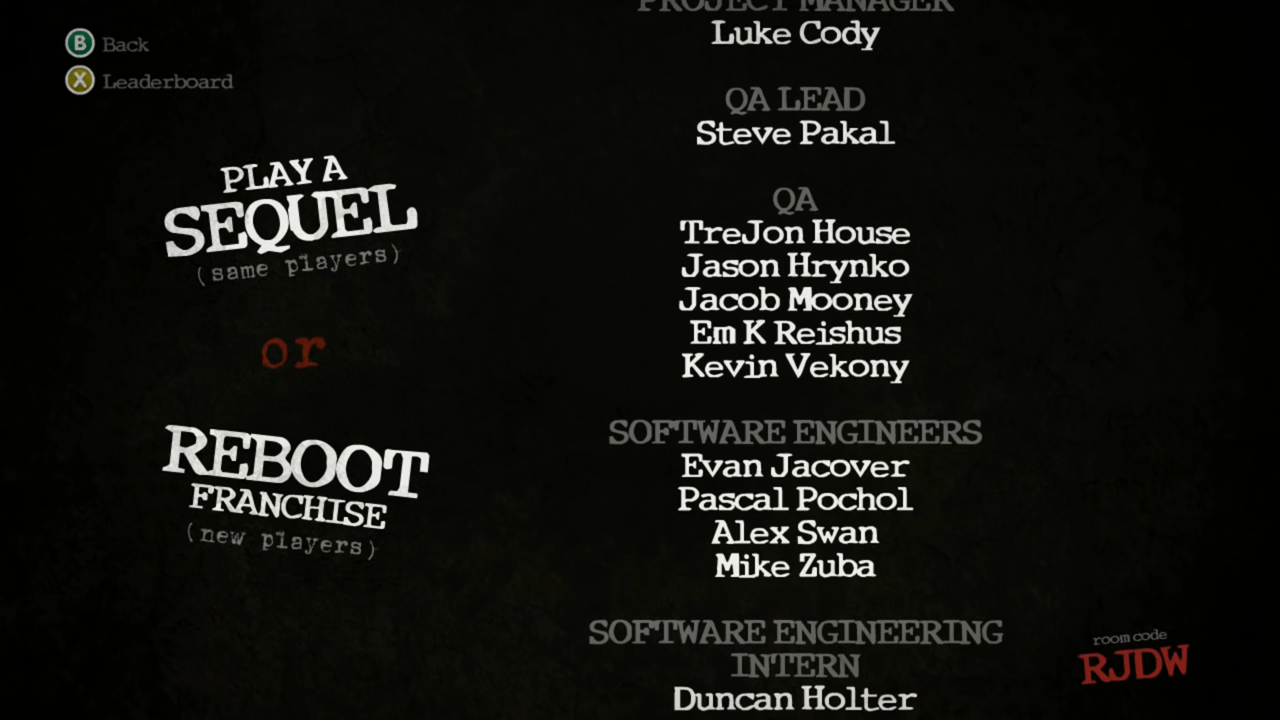 B Back
X Leaderboard
PLAY A
SEQUEL
(same players)
or
REBOOT
FRANCHISE
(new players)
PROJECT MANAGER
Luke Cody
QA LEAD
Steve Pakal
QA
TreJon House
Jason Hrynko
Jacob Mooney
Em K Reishus
Kevin Vekony
SOFTWARE ENGINEERS
Evan Jacover
Pascal Pochol
Alex Swan
Mike Zuba
SOFTWARE ENGINEERING
INTERN
Duncan Holter
room code
RJDW